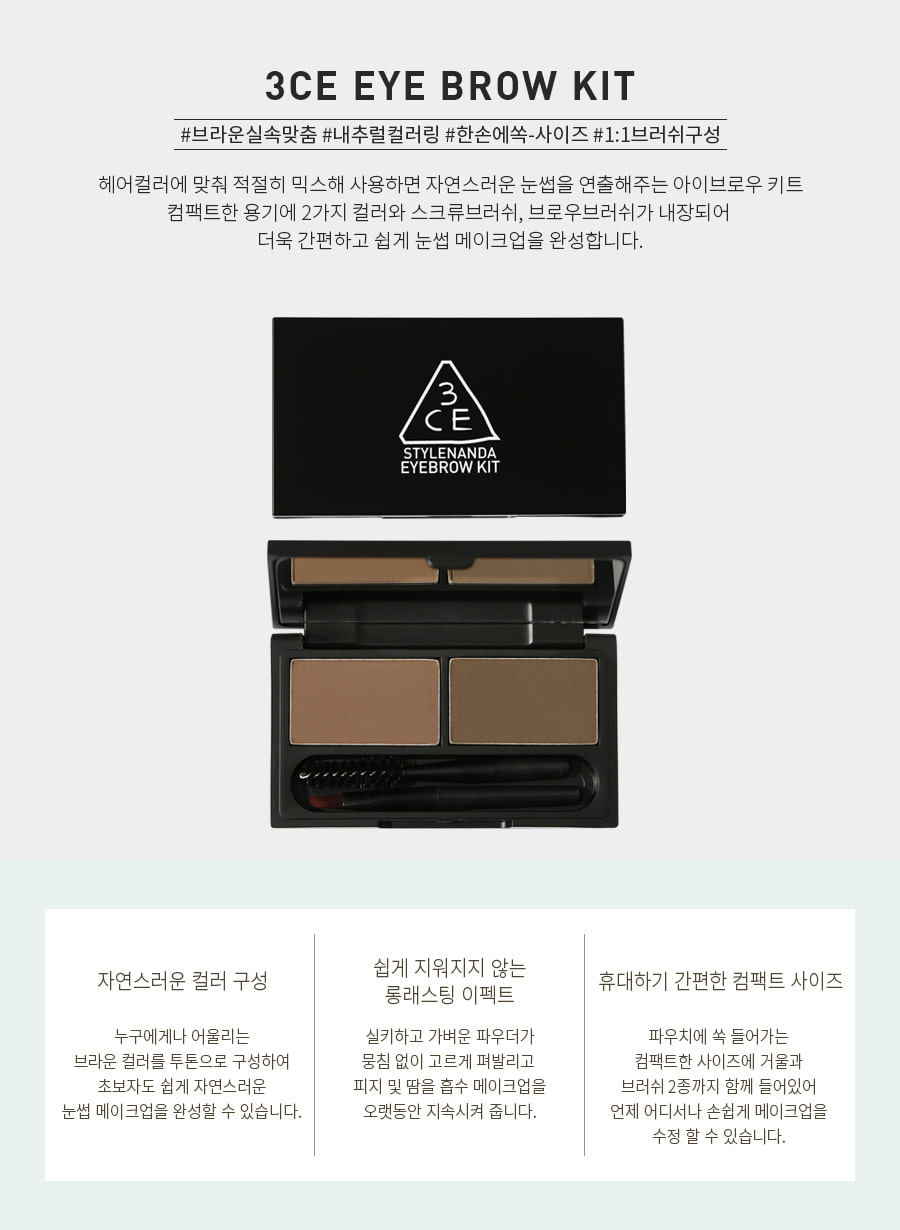 3CE EYE BROW KIT
#브라운실속맞춤 #내추럴컬러링 #한손에쏙-사이즈 #1:1브러쉬구성
헤어컬러에 맞춰 적절히 믹스해 사용하면 자연스러운 눈썹을 연출해주는 아이브로우 키트
컴팩트한 용기에 2가지 컬러와 스크류브러쉬, 브로우브러쉬가 내장되어
더욱 간편하고 쉽게 눈썹 메이크업을 완성합니다.
3
CE
STYLENANDA
EYEBROW KIT
자연스러운 컬러 구성
누구에게나 어울리는
브라운 컬러를 투톤으로 구성하여
초보자도 쉽게 자연스러운
눈썹 메이크업을 완성할 수 있습니다.
쉽게 지워지지 않는
롱래스팅 이펙트
실키하고 가벼운 파우더가
뭉침 없이 고르게 펴발리고
피지 및 땀을 흡수 메이크업을
오랫동안 지속시켜 줍니다.
휴대하기 간편한 컴팩트 사이즈
파우치에 쏙 들어가는
컴팩트한 사이즈에 거울과
브러쉬 2종까지 함께 들어있어
언제 어디서나 손쉽게 메이크업을
수정 할 수 있습니다.